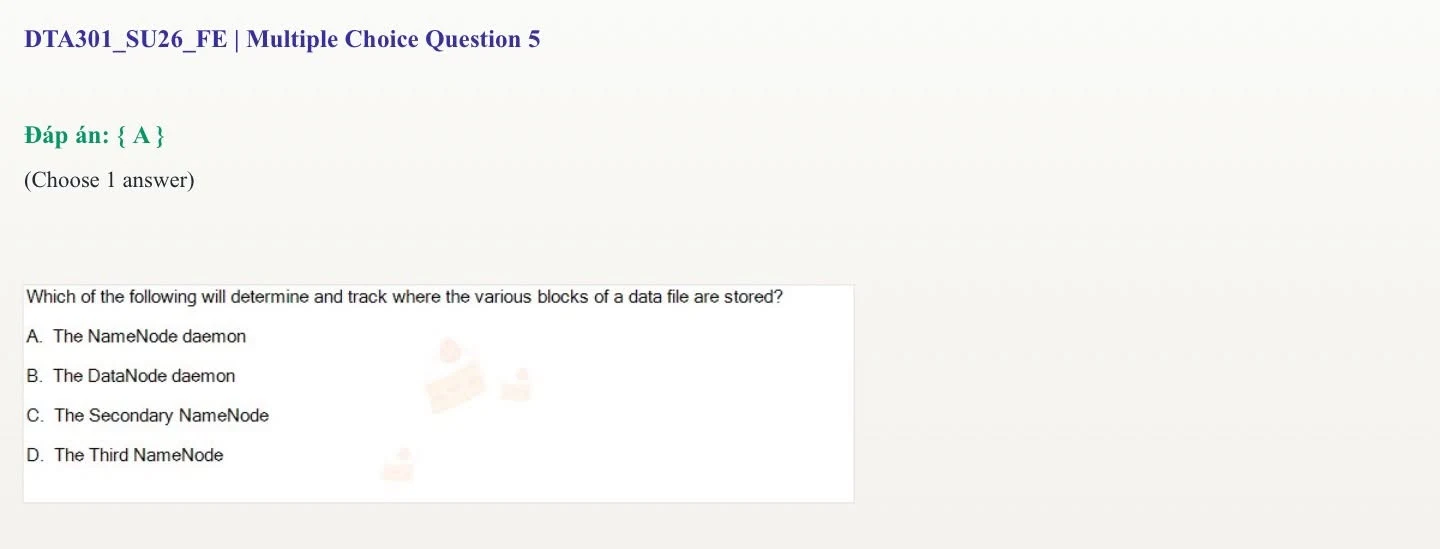 DTA301_SU26_FE | Multiple Choice Question 5
Đáp án: { A }
(Choose 1 answer)
Which of the following will determine and track where the various blocks of a data file are stored?
A. The NameNode daemon
B. The DataNode daemon
C. The Secondary NameNode
D. The Third NameNode